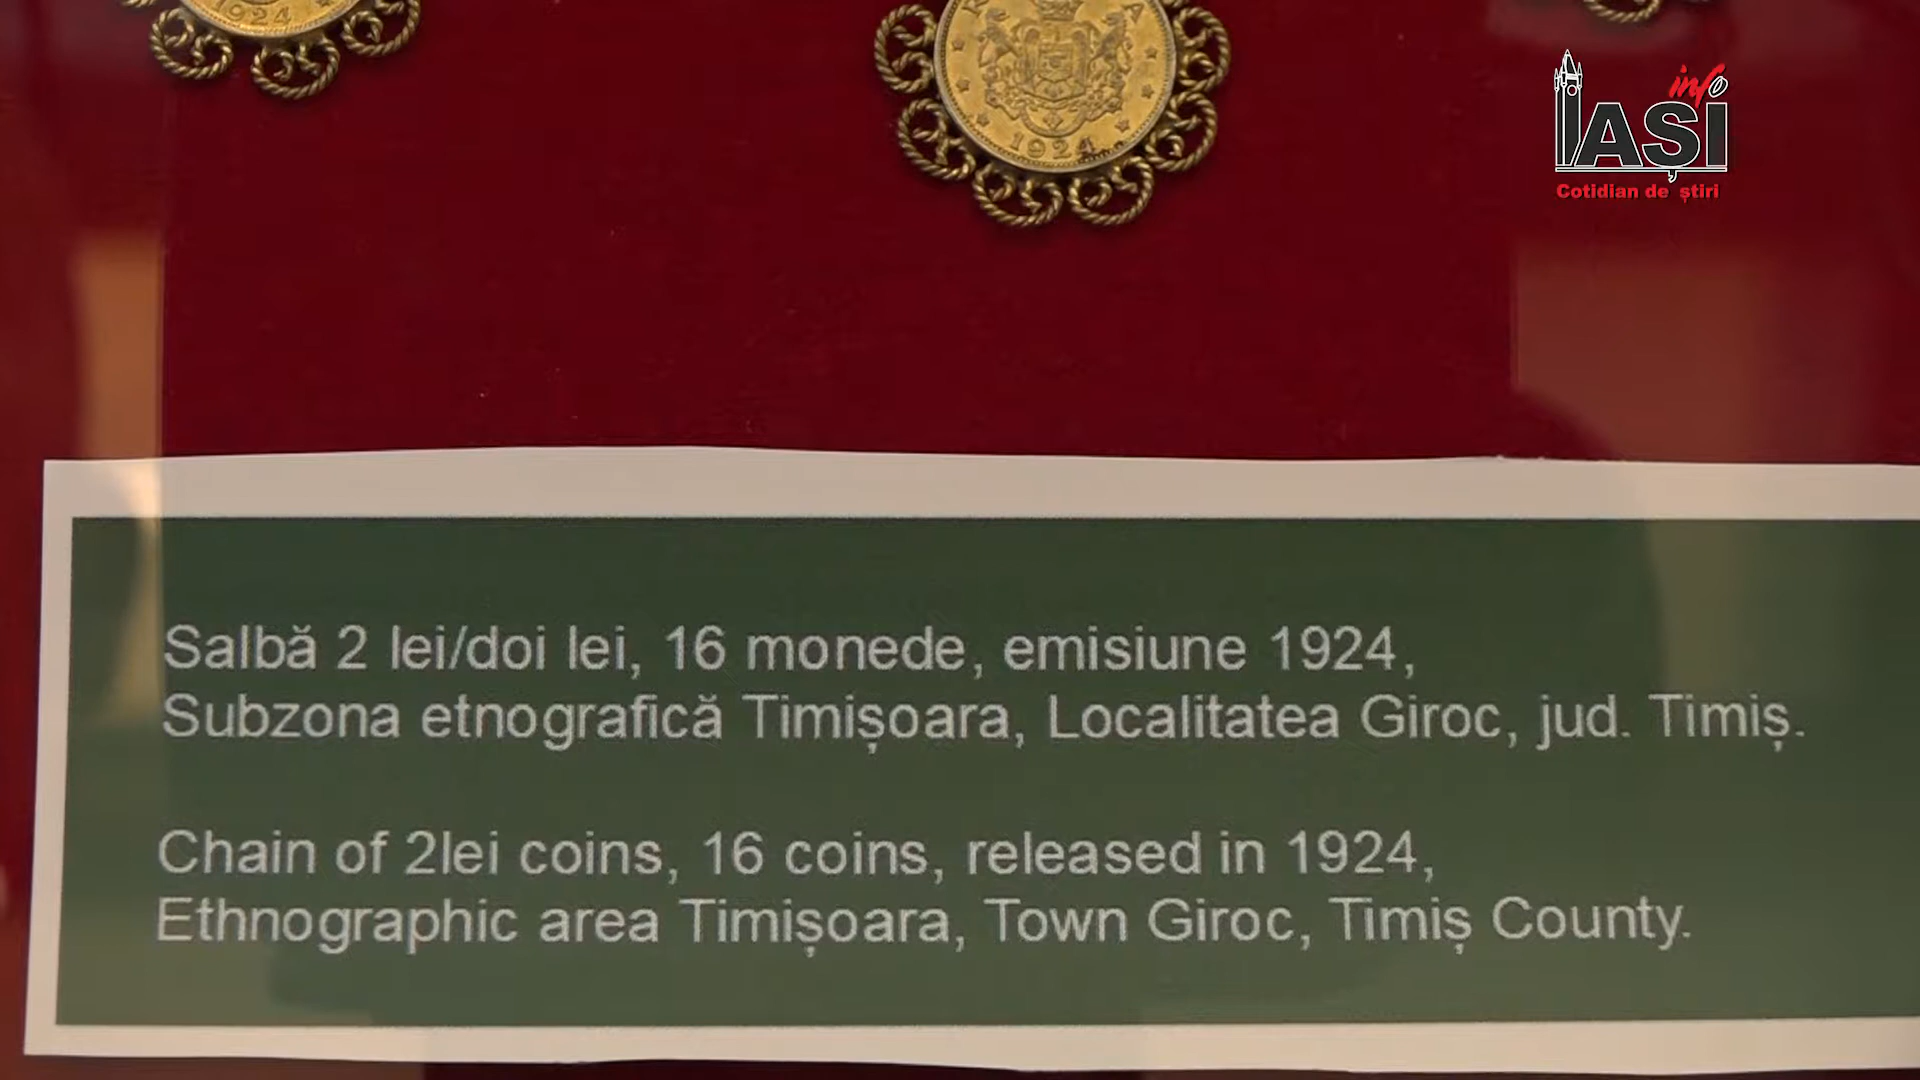 1924
R A
1924
info
IAȘI
Cotidian de știri
Salbă 2 lei/doi lei, 16 monede, emisiune 1924,
Subzona etnografică Timișoara, Localitatea Giroc, jud. Timiș.
Chain of 2lei coins, 16 coins, released in 1924,
Ethnographic area Timișoara, Town Giroc, Timiș County.